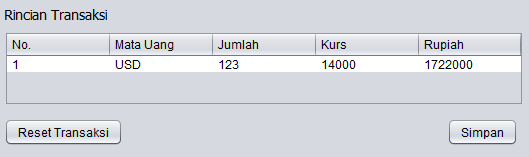 Rincian Transaksi
No. Mata Uang Jumlah Kurs Rupiah
1 USD 123 14000 1722000
Reset Transaksi Simpan